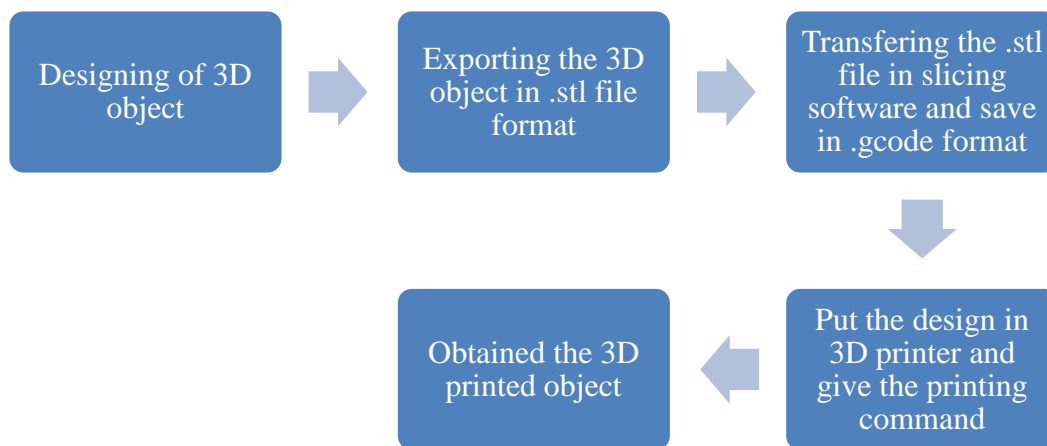 Designing of 3D
object
Exporting the 3D
object in .stl file
format
Transfering the .stl
file in slicing
software and save
in .gcode format
Put the design in
3D printer and
give the printing
command
Obtained the 3D
printed object